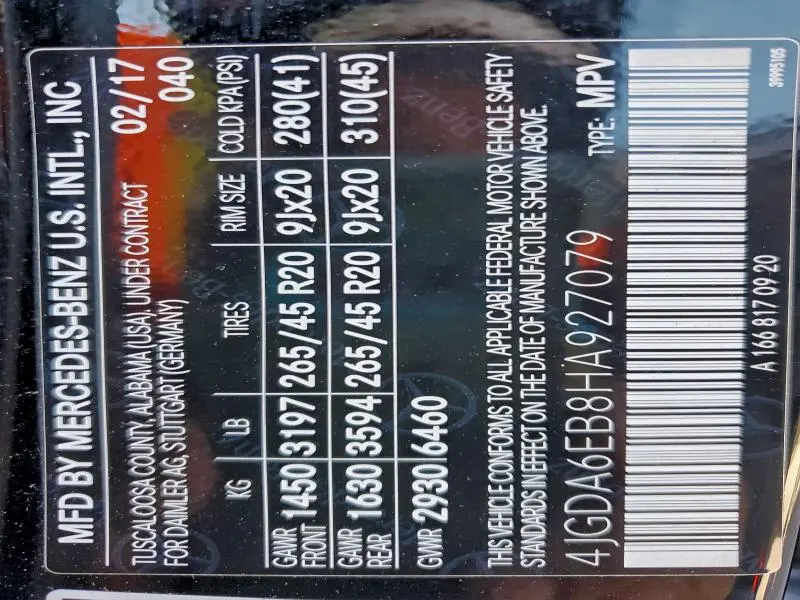 MFD BY MERCEDES-BENZ U.S. INTL., INC
TUSCALOOSA COUNTY, ALABAMA (USA), UNDER CONTRACT 02/17
FOR DAIMLER AG, STUTTGART (GERMANY) 040
KG LB TIRES RIM SIZE COLD KPA(PSI)
GAWR FRONT 1450 3197 265/45 R20 9Jx20 280(41)
GAWR REAR 1630 3594 265/45 R20 9Jx20 310(45)
GWR 2930 6460
THIS VEHICLE CONFORMS TO ALL APPLICABLE FEDERAL MOTOR VEHICLE SAFETY
STANDARDS IN EFFECT ON THE DATE OF MANUFACTURE SHOWN ABOVE.
4JGDA6EB8HA927079 TYPE: MPV
A 166 817 09 20
39995105